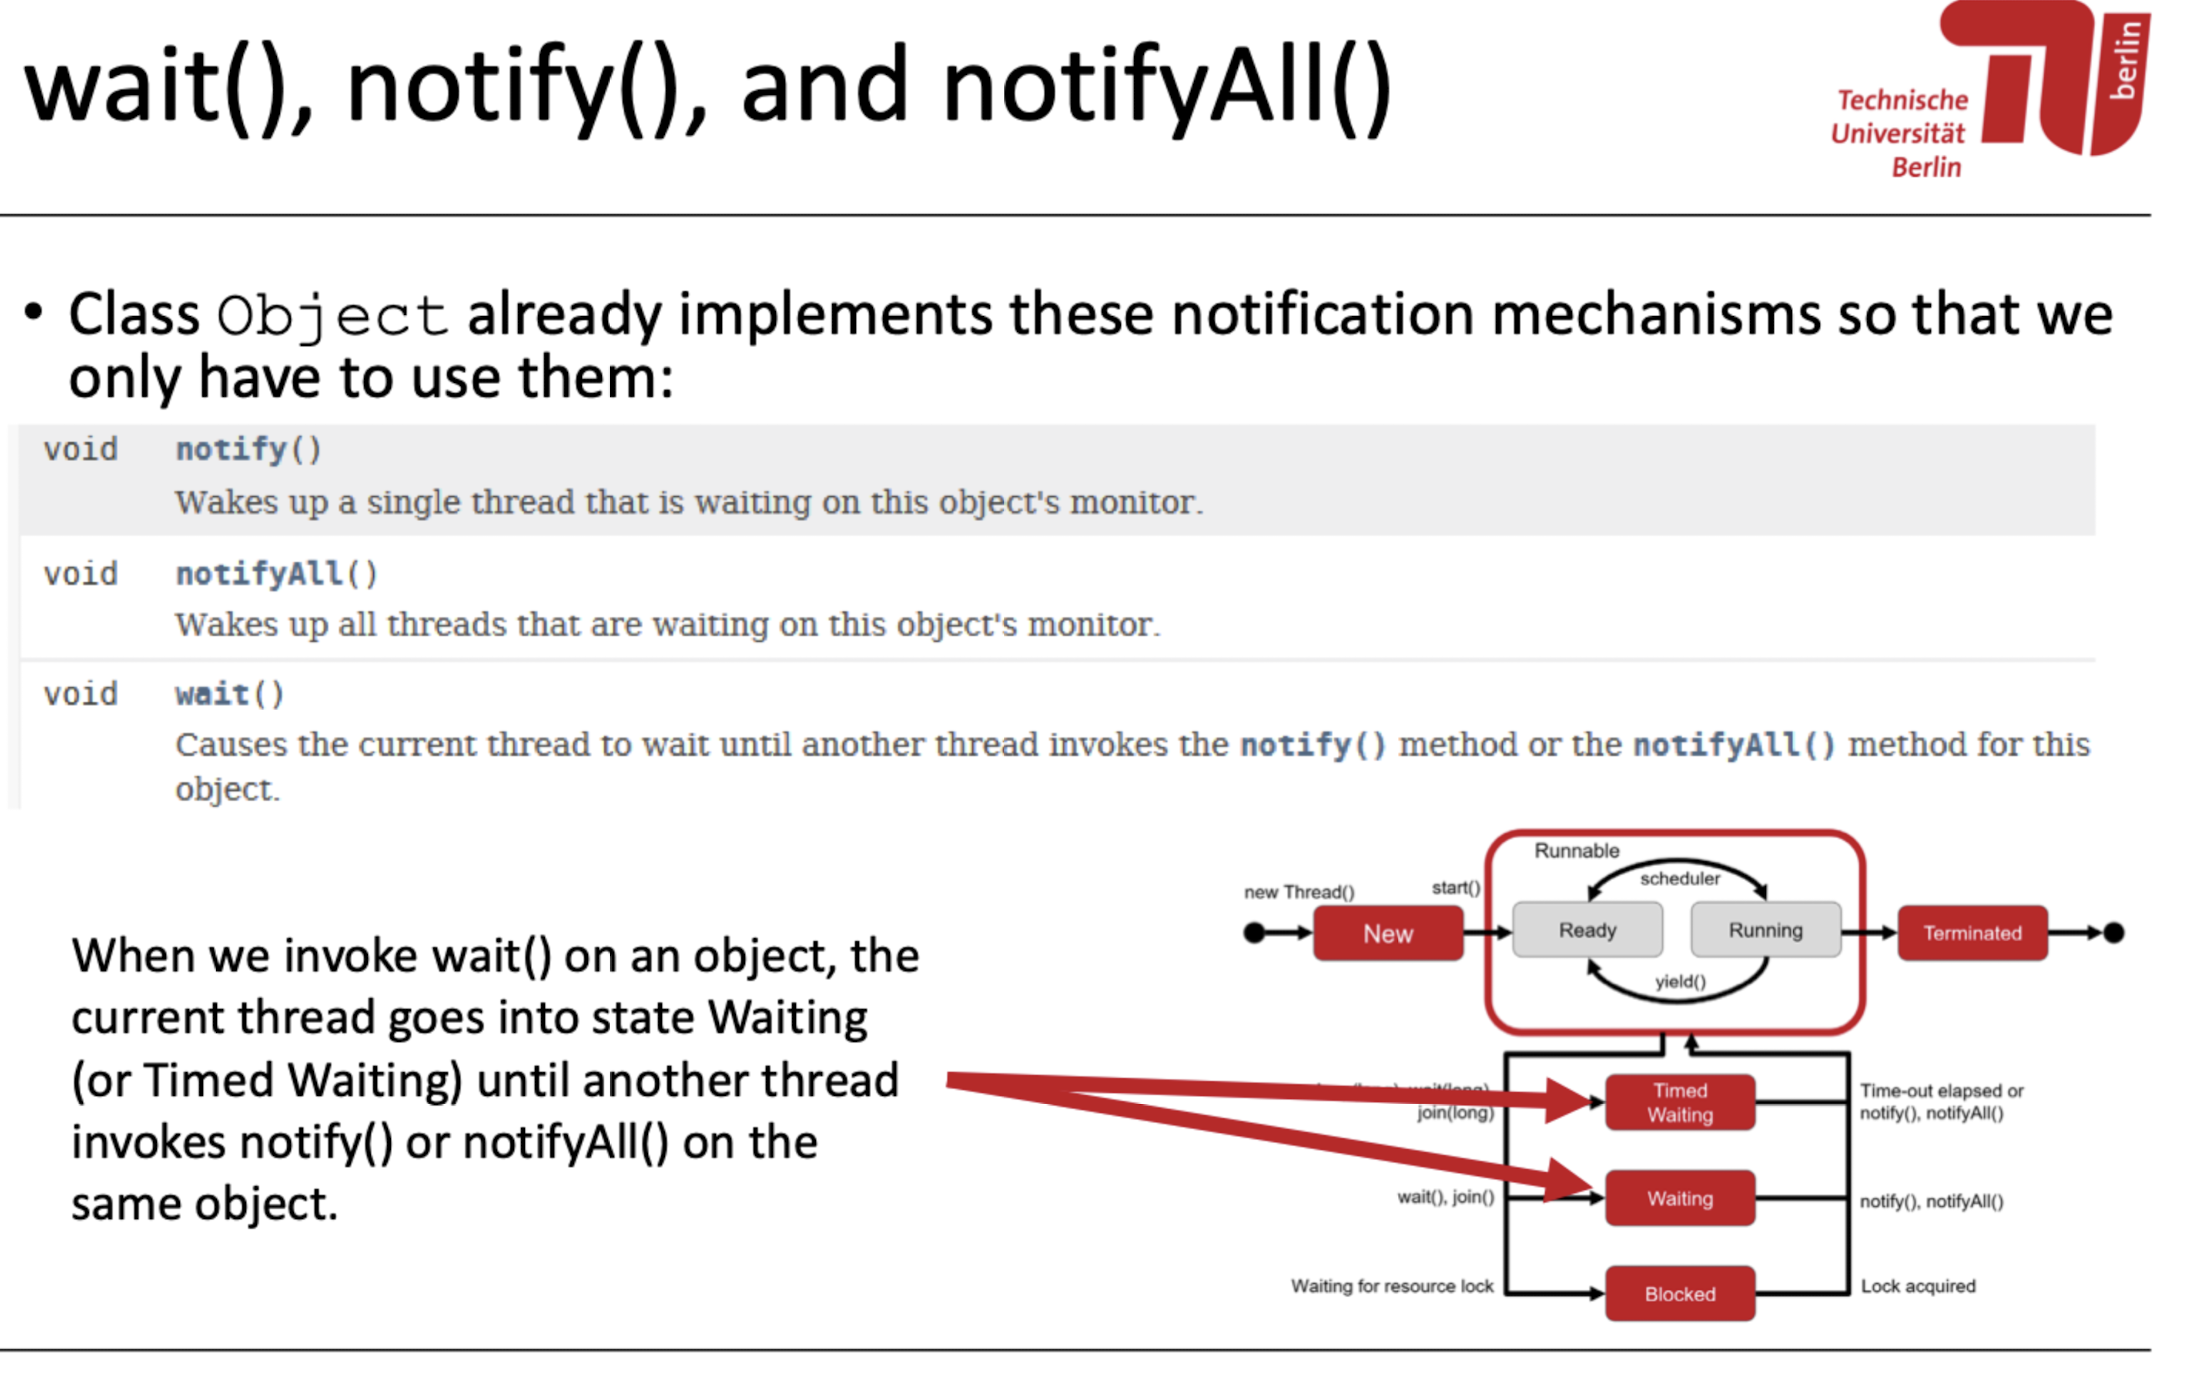 wait(), notify(), and notifyAll()
Technische
Universität
Berlin
berlin
• Class Object already implements these notification mechanisms so that we
only have to use them:
void notify()
Wakes up a single thread that is waiting on this object's monitor.
void notifyAll()
Wakes up all threads that are waiting on this object's monitor.
void wait()
Causes the current thread to wait until another thread invokes the notify() method or the notifyAll() method for this
object.
When we invoke wait() on an object, the
current thread goes into state Waiting
(or Timed Waiting) until another thread
invokes notify() or notifyAll() on the
same object.
new Thread()
New
start()
Runnable
scheduler
Ready
Running
yield()
Terminated
join(long)
Timed
Waiting
Time-out elapsed or
notify(), notifyAll()
wait(), join()
Waiting
notify(), notifyAll()
Waiting for resource lock
Blocked
Lock acquired